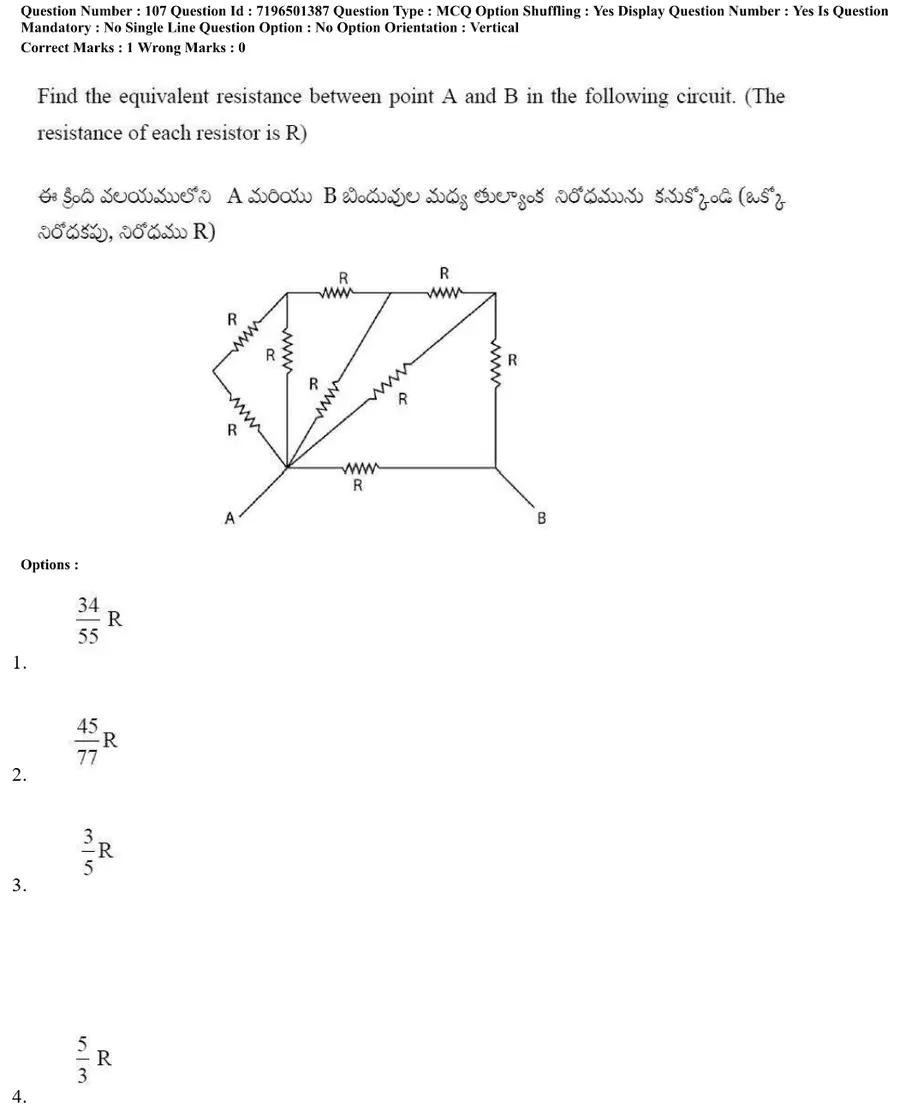 Question Number : 107 Question Id : 7196501387 Question Type : MCQ Option Shuffling : Yes Display Question Number : Yes Is Question
Mandatory : No Single Line Question Option : No Option Orientation : Vertical
Correct Marks : 1 Wrong Marks : 0
Find the equivalent resistance between point A and B in the following circuit. (The
resistance of each resistor is R)
ఈ క్రింది వలయములోని A మరియు B బిందువుల మధ్య తుల్యాంక నిరోధమును కనుక్కోండి (ఒక్కో
నిరోధకపు, నిరోధము R)
R
R
R
R
R
R
R
R
R
A
B
Options :
34
55
R
1.
45
77
R
2.
3
5
R
3.
5
3
R
4.